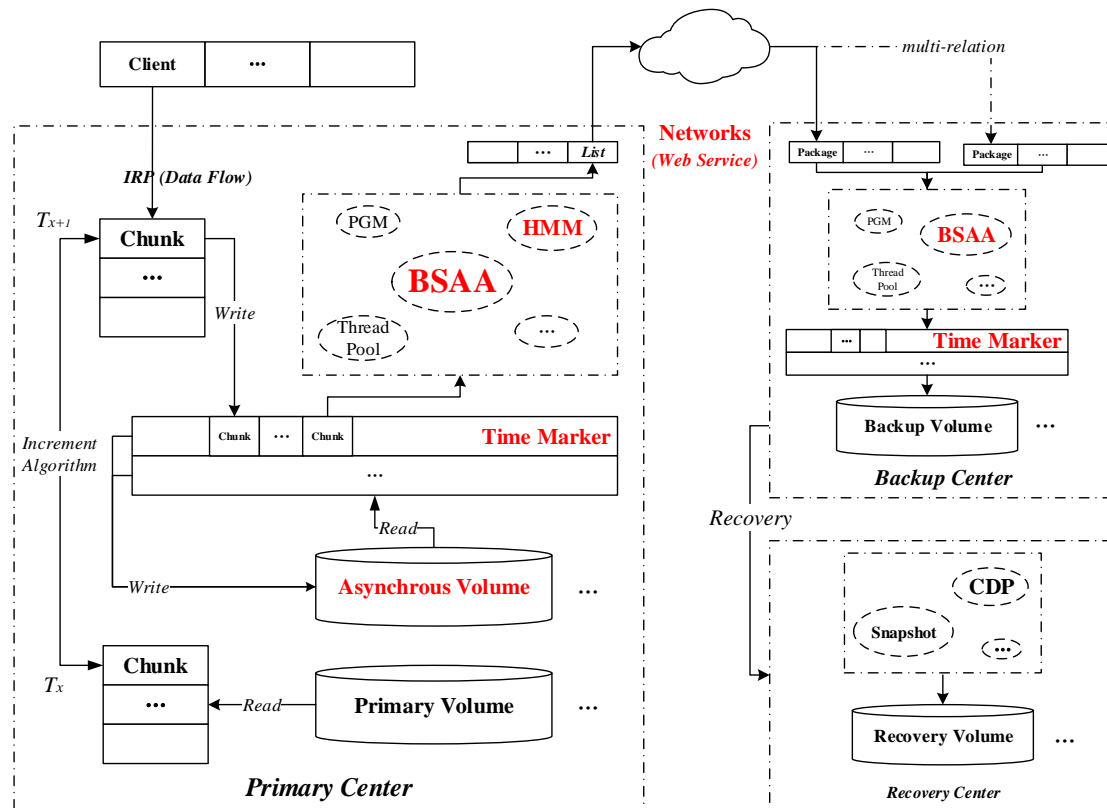 Client
...
multi-relation
Networks
(Web Service)
...
List
Package
...
Package
...
IRP (Data Flow)
Tx+1
Chunk
...
Write
PGM
HMM
BSAA
Thread
Pool
...
PGM
BSAA
Thread
Pool
...
...
Time Marker
...
Backup Volume
...
Backup Center
Increment
Algorithm
Chunk
...
Chunk
Time Marker
...
Read
Write
Asynchrous Volume
...
Recovery
CDP
Snapshot
...
Tx
Chunk
...
Read
Primary Volume
...
Recovery Volume
...
Primary Center
Recovery Center